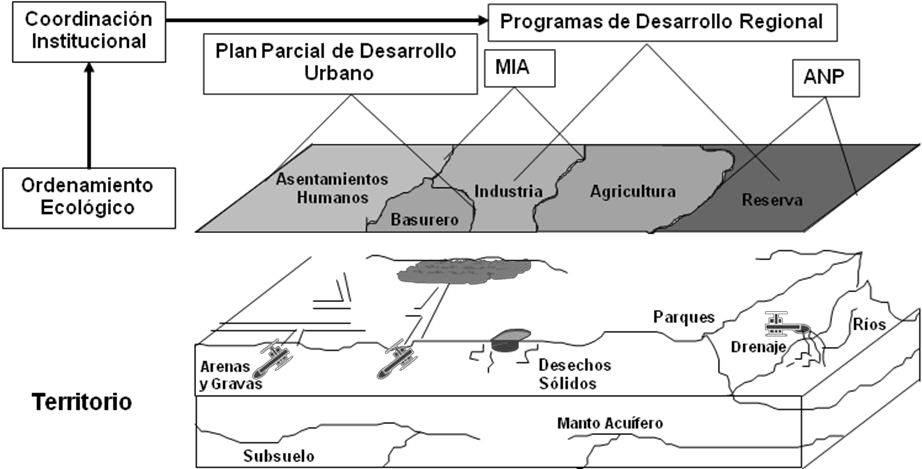 Coordinación
Institucional
Programas de Desarrollo Regional
Plan Parcial de Desarrollo
Urbano
MIA
ANP
Ordenamiento
Ecológico
Asentamientos
Humanos
Basurero
Industria
Agricultura
Reserva
Parques
Ríos
Drenaje
Arenas
y Gravas
Desechos
Sólidos
Territorio
Manto Acuífero
Subsuelo